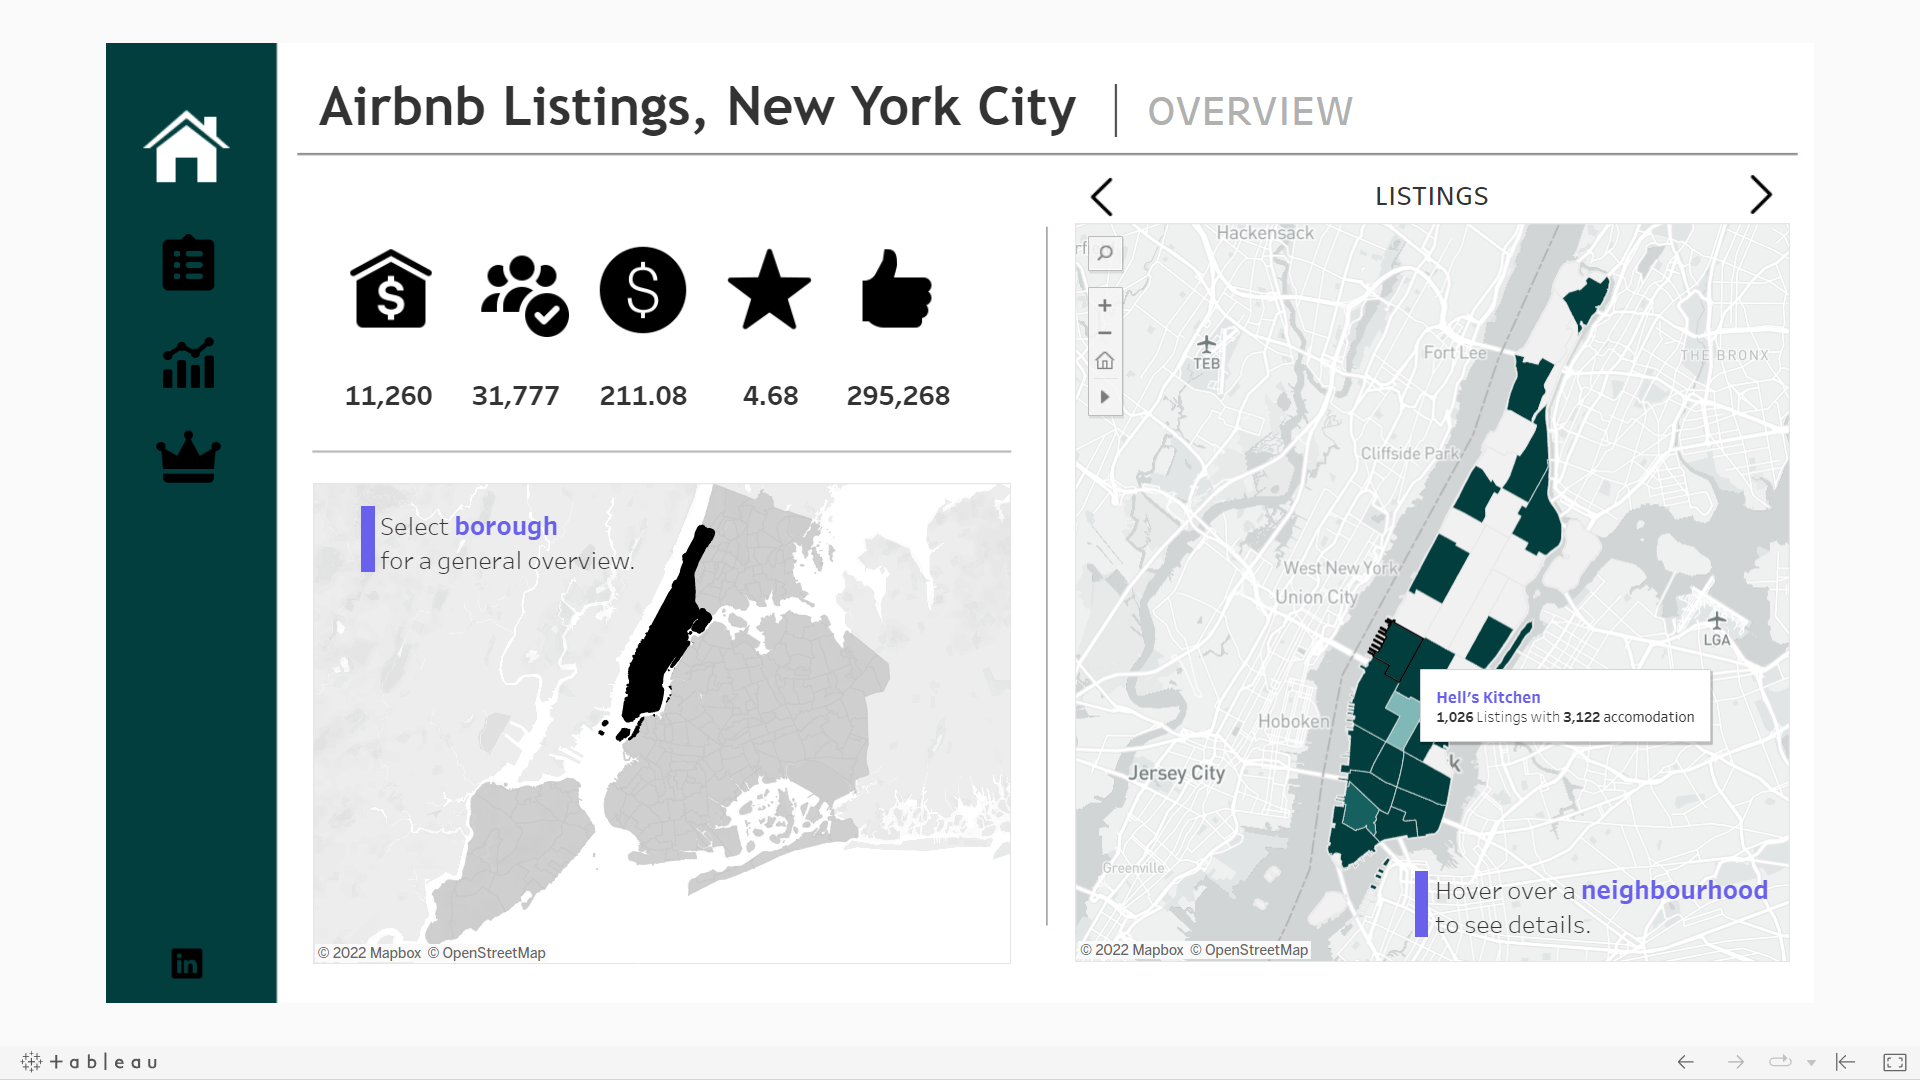 Airbnb Listings, New York City
OVERVIEW
LISTINGS
11,260
31,777
211.08
4.68
295,268
Select borough
for a general overview.
© 2022 Mapbox © OpenStreetMap
Hackensack
Fort Lee
TEB
THE BRONX
Cliffside Park
West New York
Union City
LGA
Hell's Kitchen
1,026 Listings with 3,122 accomodation
Hoboken
k
Jersey City
Greenville
Hover over a neighbourhood
to see details.
© 2022 Mapbox © OpenStreetMap
in
+ a b l e a u